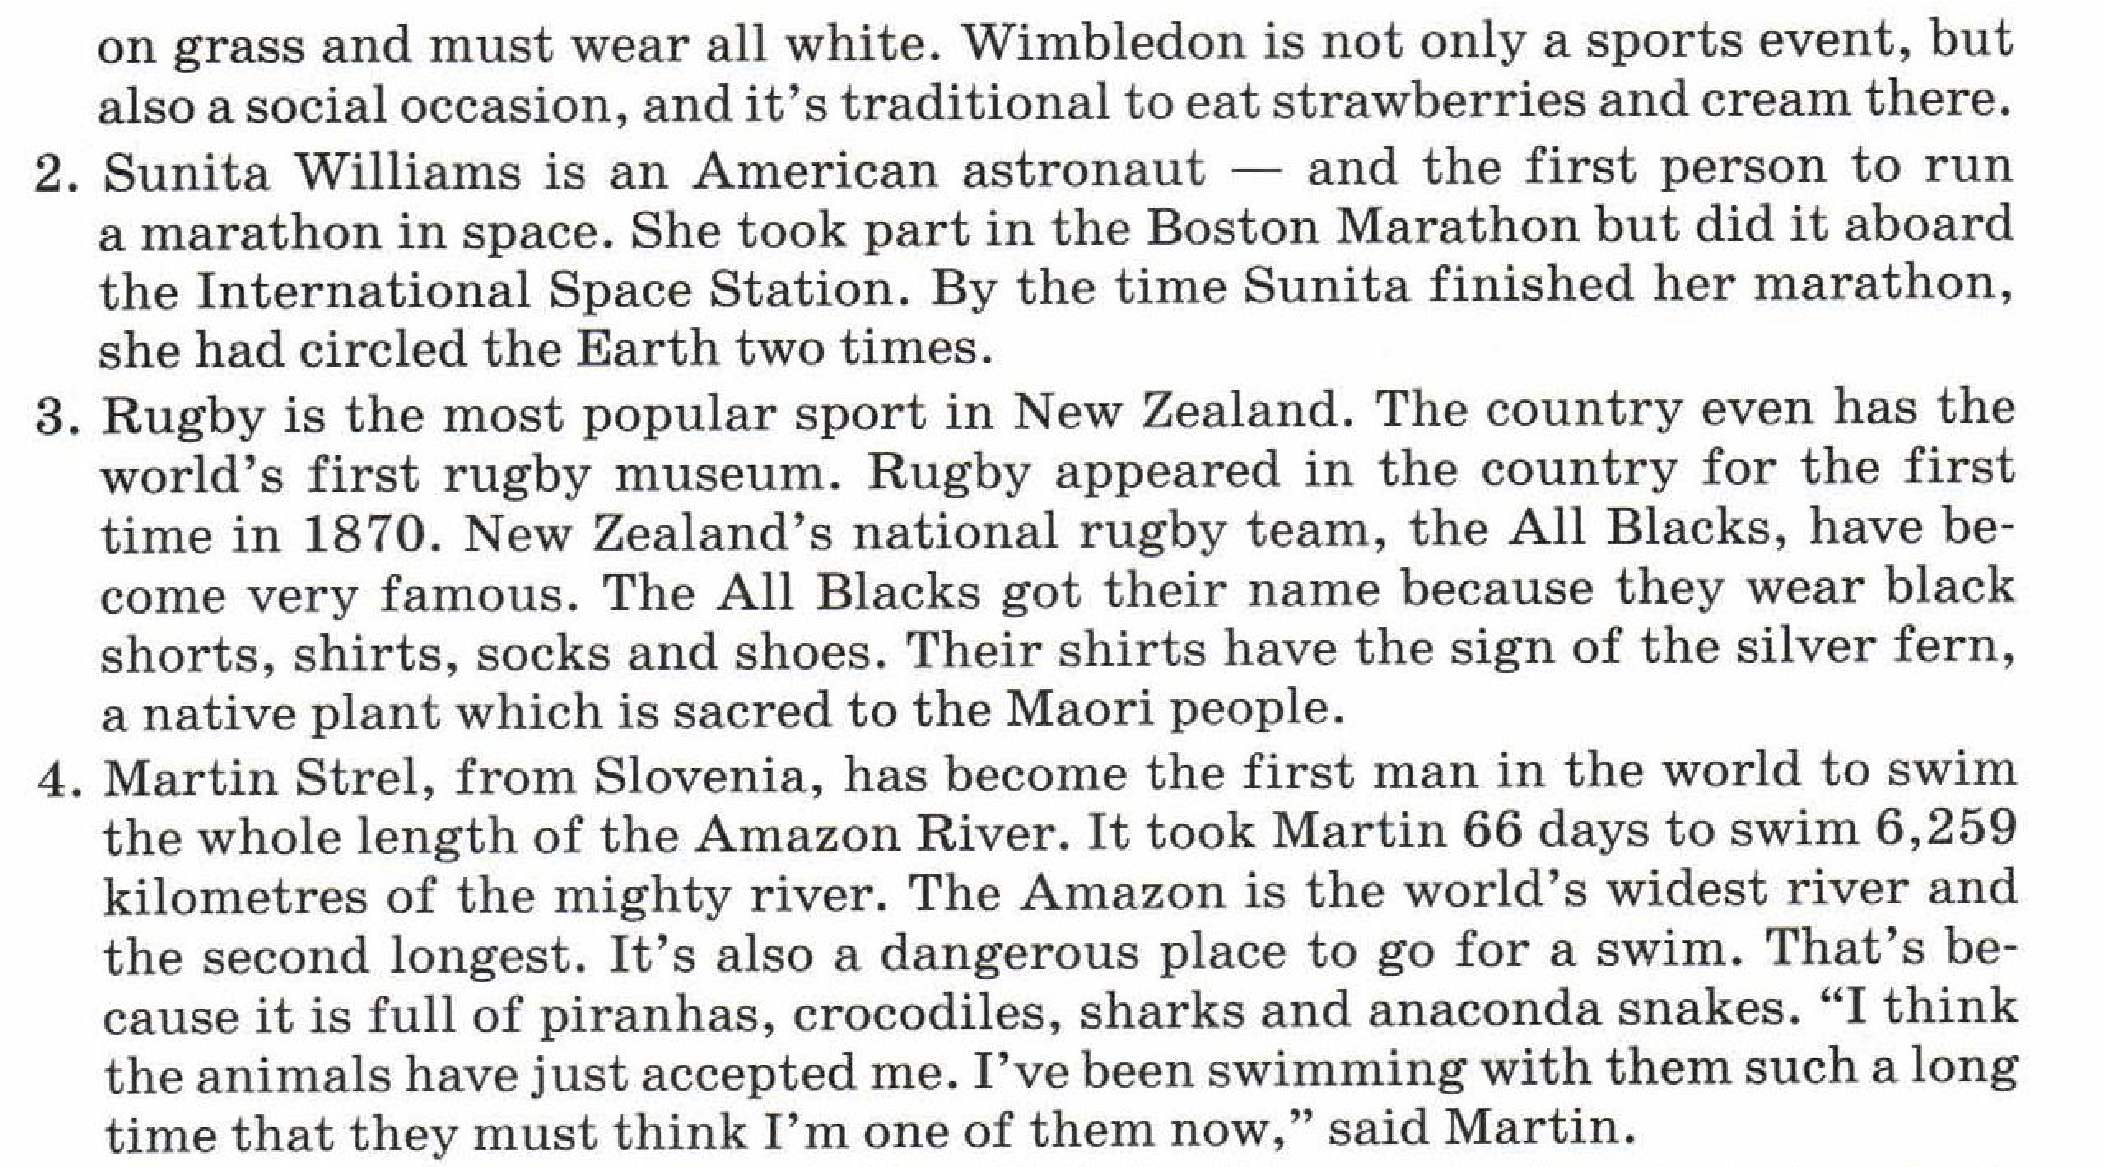 on grass and must wear all white. Wimbledon is not only a sports event, but
also a social occasion, and it's traditional to eat strawberries and cream there.
2. Sunita Williams is an American astronaut — and the first person to run
a marathon in space. She took part in the Boston Marathon but did it aboard
the International Space Station. By the time Sunita finished her marathon,
she had circled the Earth two times.
3. Rugby is the most popular sport in New Zealand. The country even has the
world's first rugby museum. Rugby appeared in the country for the first
time in 1870. New Zealand's national rugby team, the All Blacks, have be-
come very famous. The All Blacks got their name because they wear black
shorts, shirts, socks and shoes. Their shirts have the sign of the silver fern,
a native plant which is sacred to the Maori people.
4. Martin Strel, from Slovenia, has become the first man in the world to swim
the whole length of the Amazon River. It took Martin 66 days to swim 6,259
kilometres of the mighty river. The Amazon is the world's widest river and
the second longest. It's also a dangerous place to go for a swim. That's be-
cause it is full of piranhas, crocodiles, sharks and anaconda snakes. “I think
the animals have just accepted me. I've been swimming with them such a long
time that they must think I'm one of them now,” said Martin.